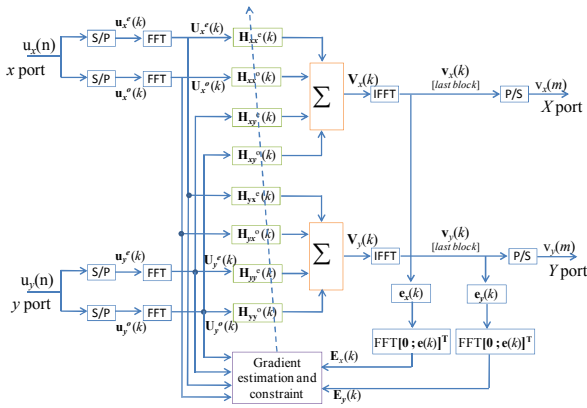 u_x(n)
x port
S/P
u_x^e(k)
FFT
U_x^e(k)
H_xx^e(k)
S/P
u_x^o(k)
FFT
U_x^o(k)
H_xx^o(k)
H_xy^e(k)
H_xy^o(k)
∑
V_x(k)
IFFT
v_x(k)
[last block]
P/S
v_x(m)
X port
H_yx^e(k)
H_yx^o(k)
∑
V_y(k)
IFFT
v_y(k)
[last block]
P/S
v_y(m)
Y port
u_y(n)
y port
S/P
u_y^e(k)
FFT
U_y^e(k)
H_yy^e(k)
S/P
u_y^o(k)
FFT
U_y^o(k)
H_yy^o(k)
e_x(k)
e_y(k)
FFT[0 ; e(k)]^T
FFT[0 ; e(k)]^T
Gradient
estimation and
constraint
E_x(k)
E_y(k)